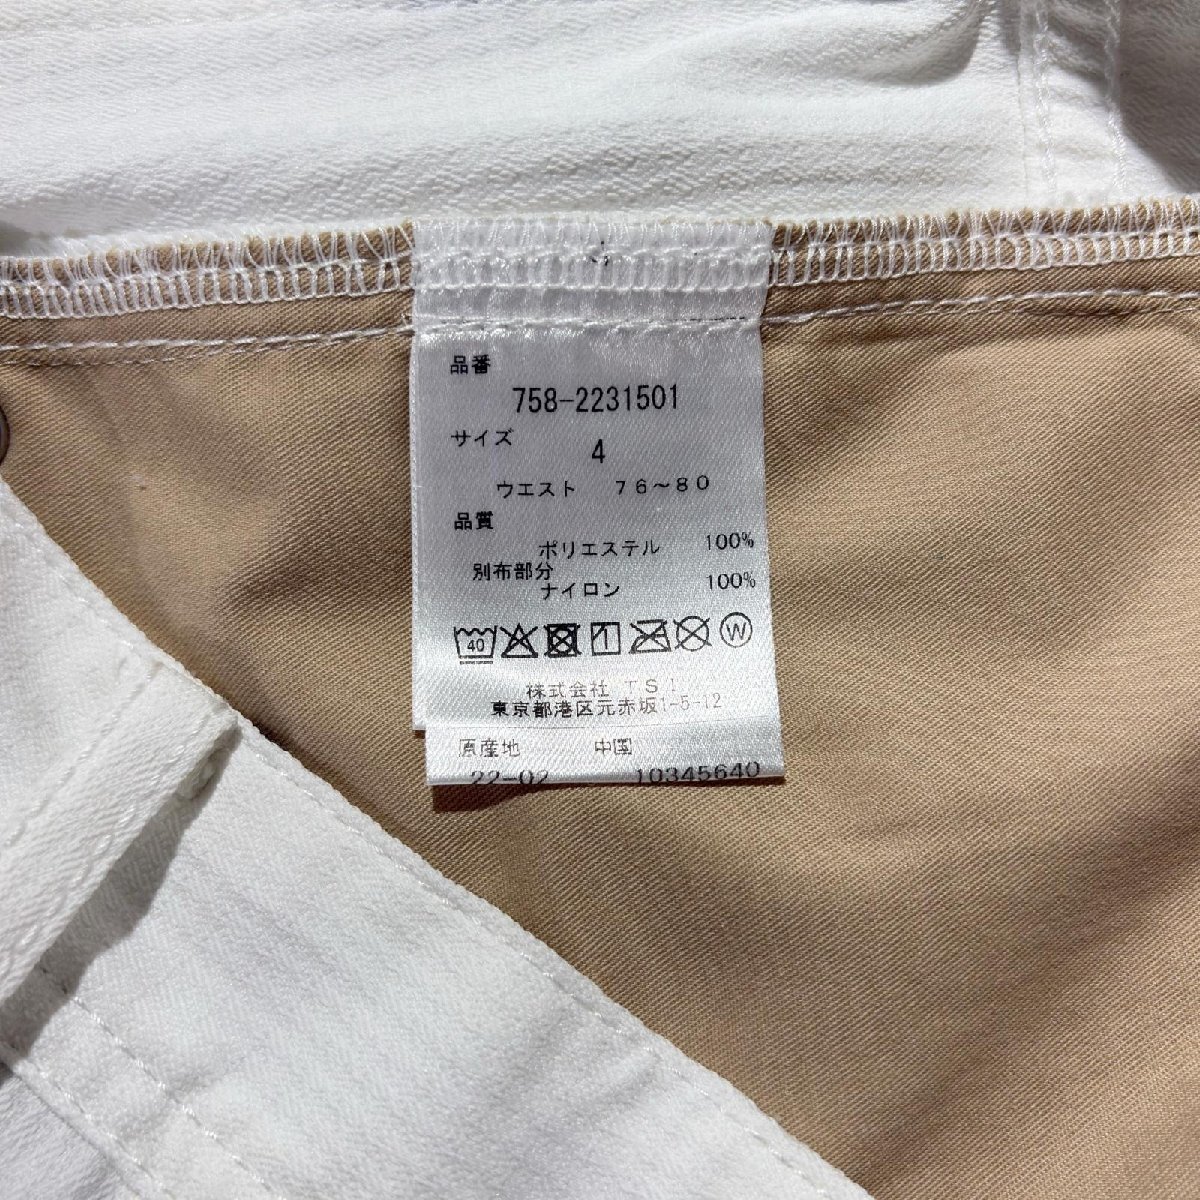 品番
758-2231501
サイズ
4
ウエスト 76～80
品質
ポリエステル 100%
別布部分
ナイロン 100%
40 W
株式会社 TSI
東京都港区元赤坂1-5-12
原産地 中国
22-02 10345640